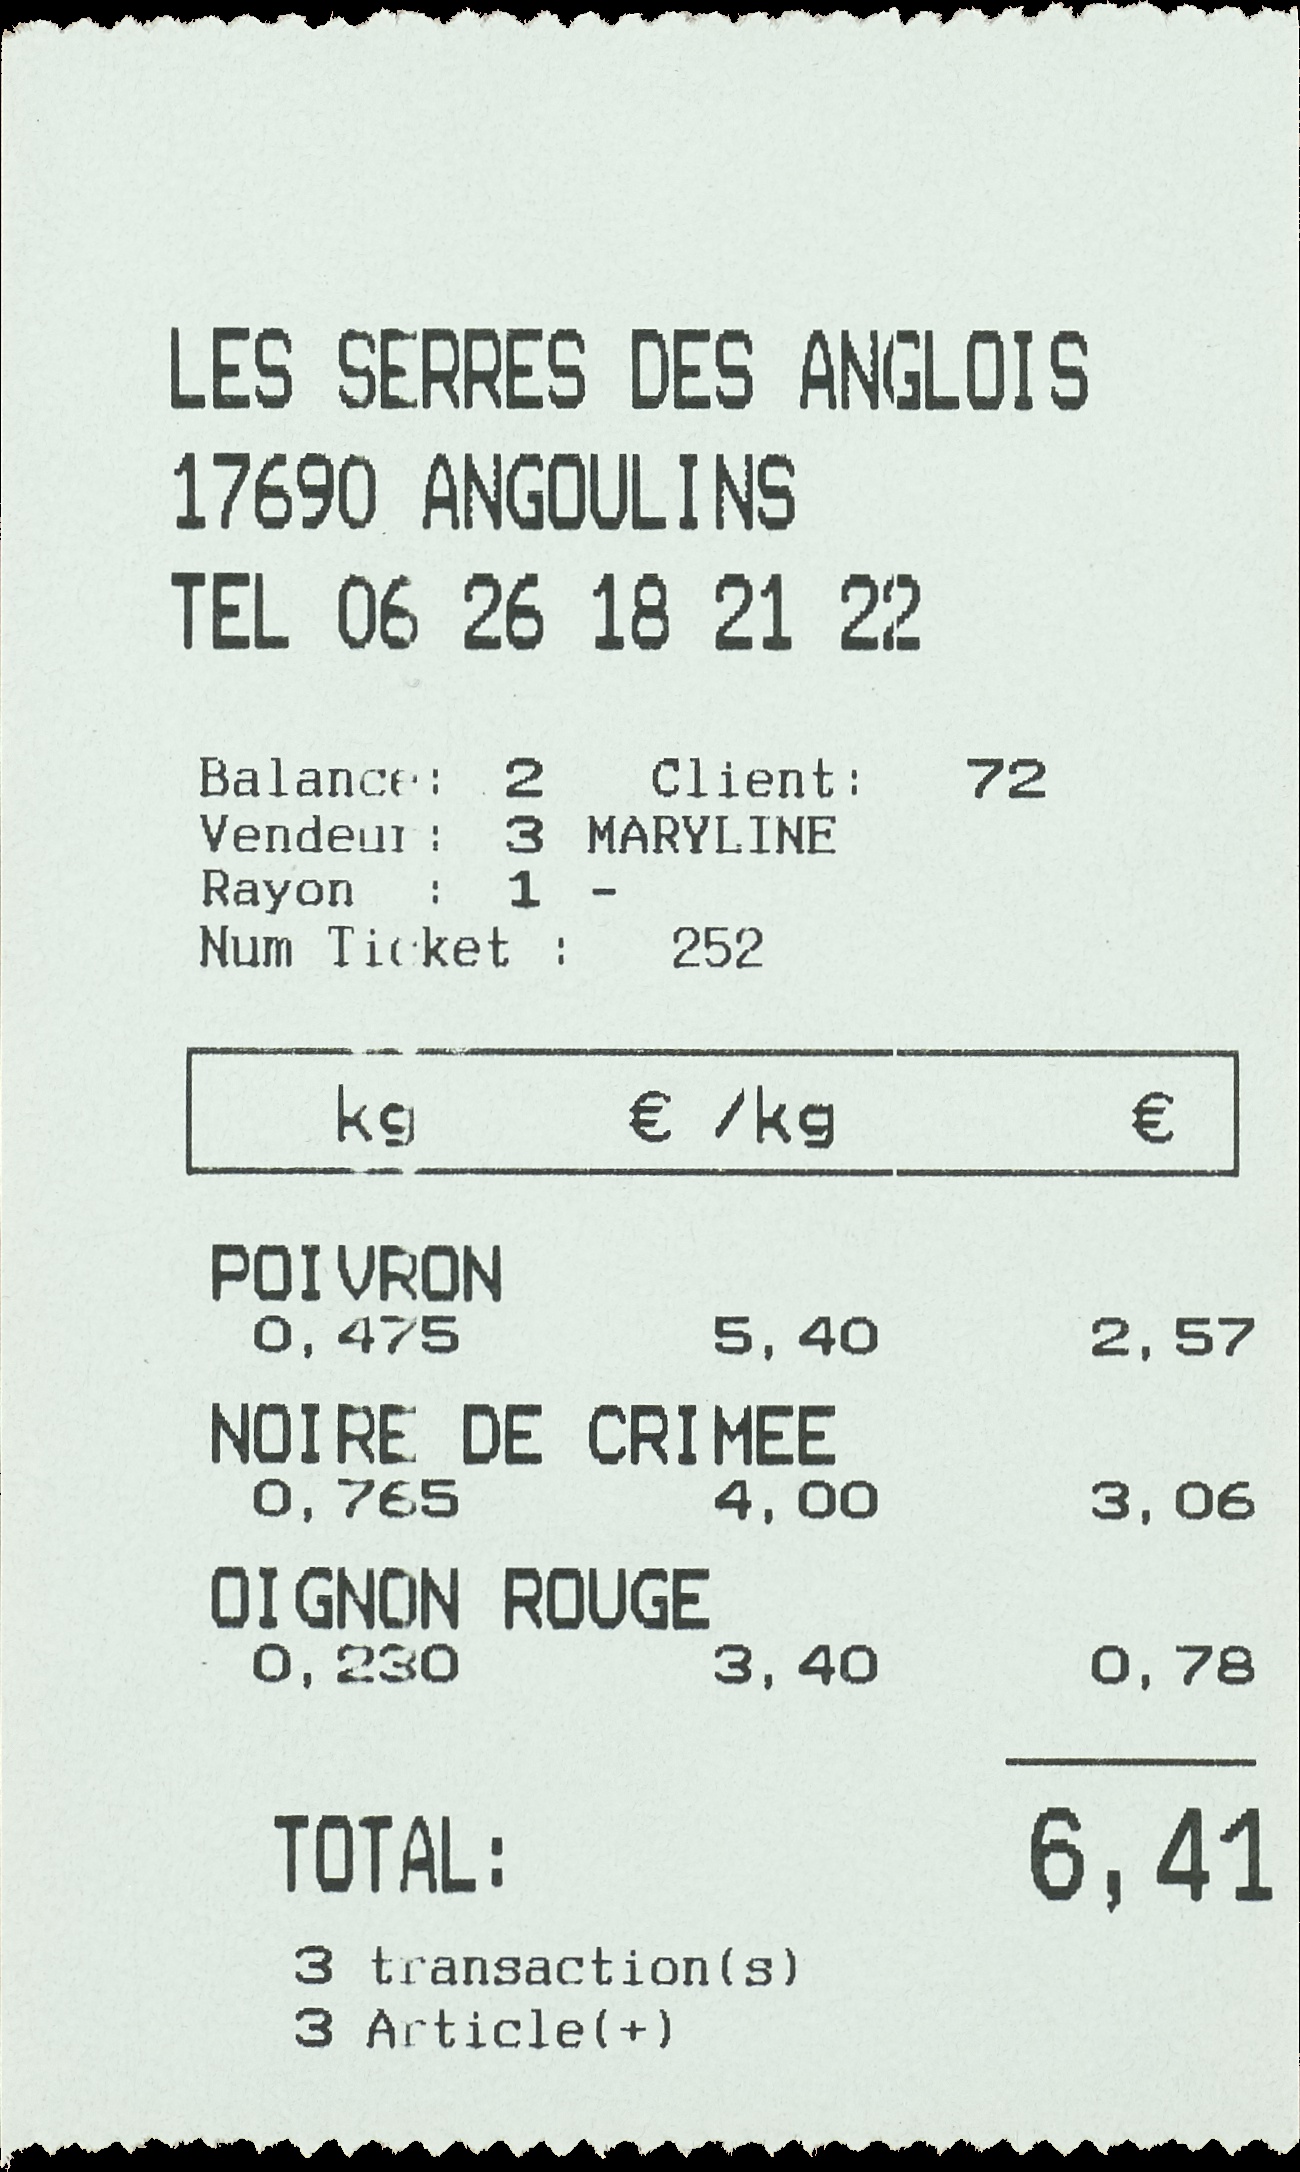 LES SERRES DES ANGLOIS
17690 ANGOULINS
TEL 06 26 18 21 22
Balance: 2 Client: 72
Vendeur: 3 MARYLINE
Rayon : 1 -
Num Ticket : 252
kg € /kg €
POIVRON
0,475 5,40 2,57
NOIRE DE CRIMEE
0,765 4,00 3,06
OIGNON ROUGE
0,230 3,40 0,78
TOTAL: 6,41
3 transaction(s)
3 Article(+)